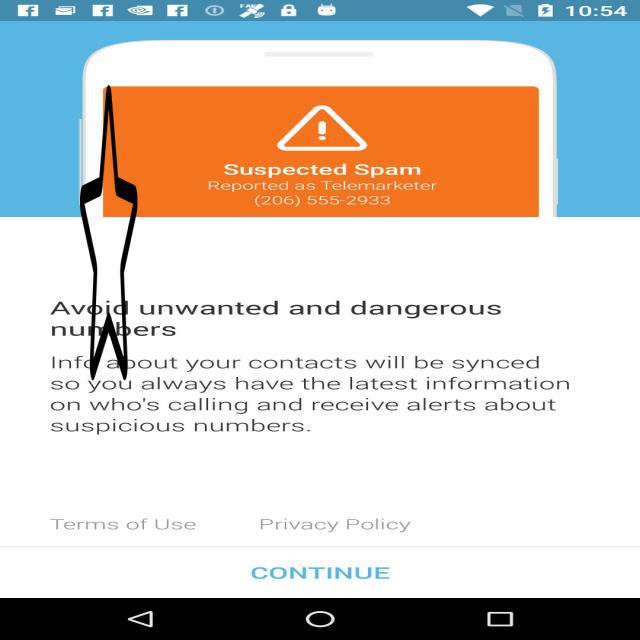 10:54
Suspected Spam
Reported as Telemarketer
(206) 555-2933
Avoid unwanted and dangerous
numbers
Info about your contacts will be synced
so you always have the latest information
on who's calling and receive alerts about
suspicious numbers.
Terms of Use Privacy Policy
CONTINUE